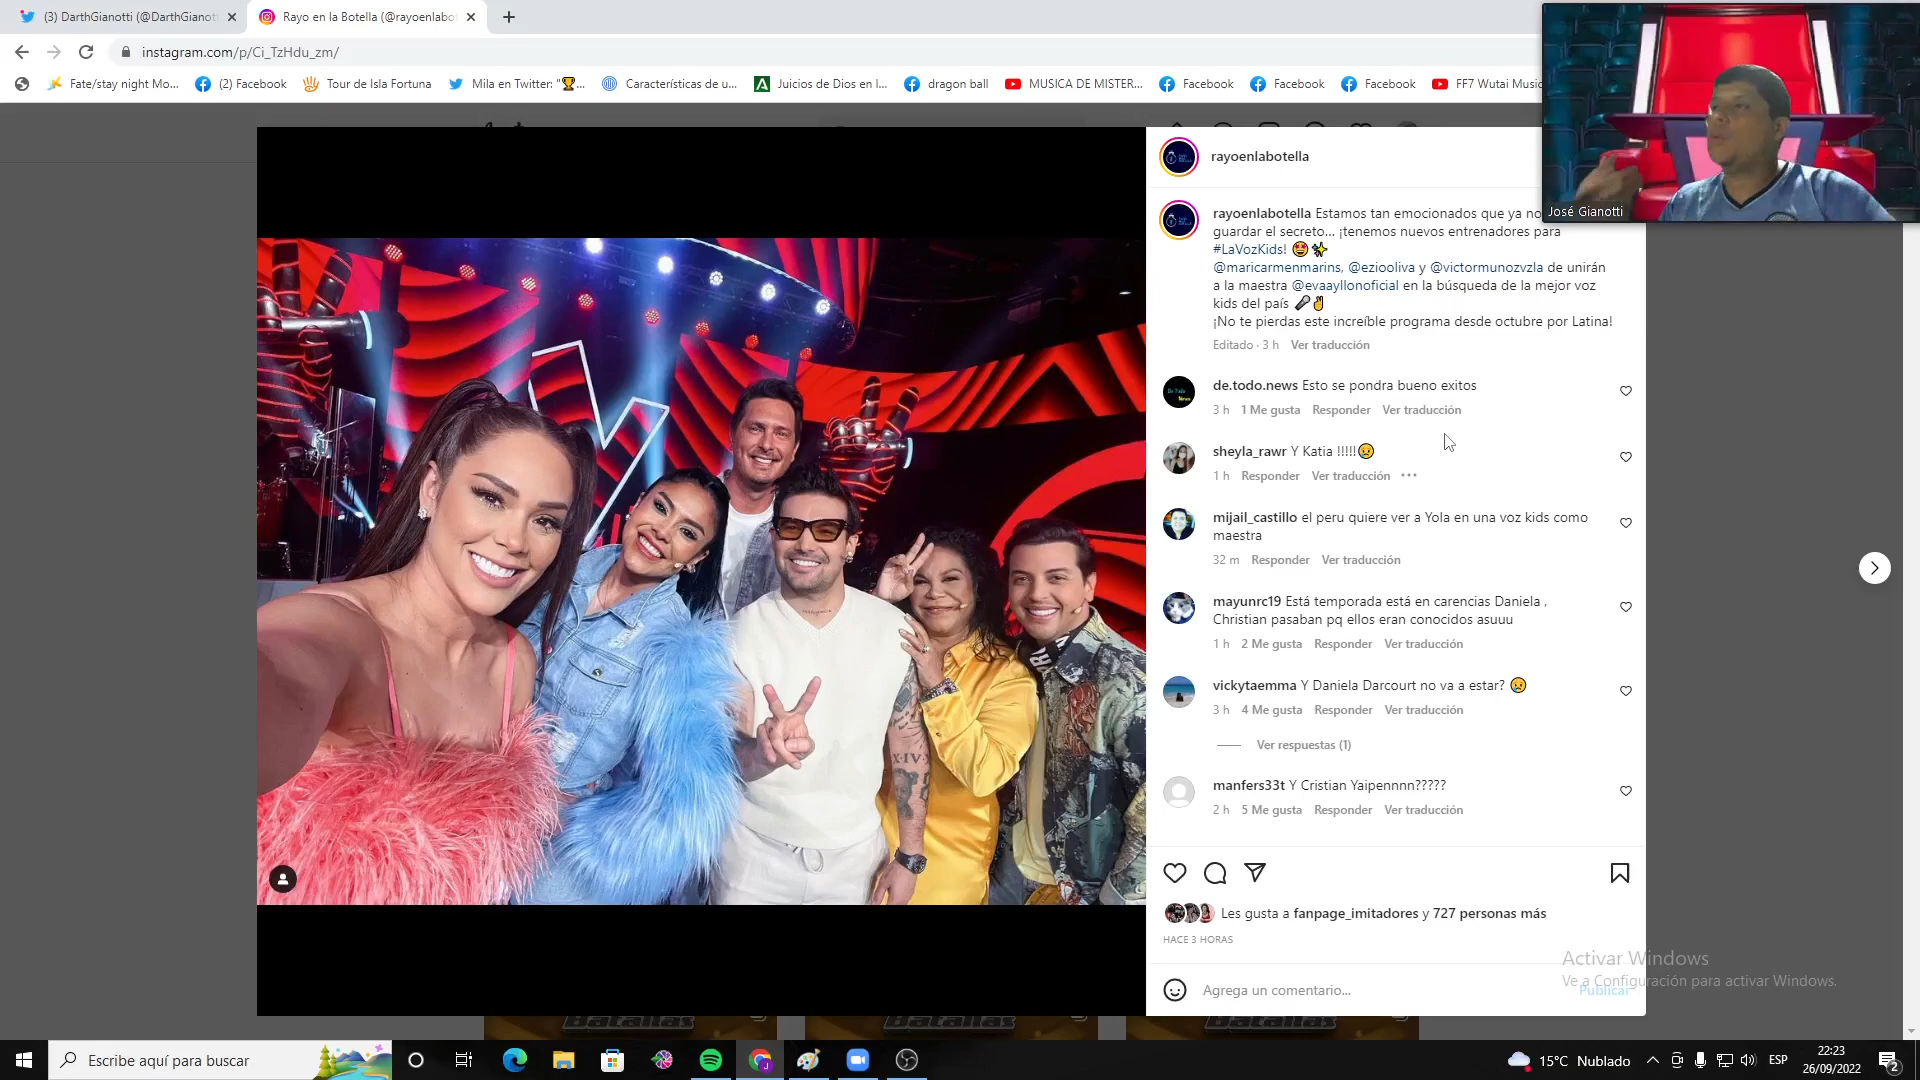 (3) DarthGianotti (@DarthGianot
Rayo en la Botella (@rayoenlabot
instagram.com/p/Ci_TzHdu_zm/
Fate/stay night Mo...
(2) Facebook
Tour de Isla Fortuna
Mila en Twitter: "🏆...
Características de u...
Juicios de Dios en l...
dragon ball
MUSICA DE MISTER...
Facebook
Facebook
Facebook
FF7 Wutai Music
José Gianotti
rayoenlabotella
rayoenlabotella Estamos tan emocionados que ya no
guardar el secreto... ¡tenemos nuevos entrenadores para
#LaVozKids! 🤩✨
@maricarmenmarins, @eziooliva y @victormunozvzla de unirán
a la maestra @evaayllonoficial en la búsqueda de la mejor voz
kids del país 🎤✌
¡No te pierdas este increíble programa desde octubre por Latina!
Editado · 3 h Ver traducción
de.todo.news Esto se pondra bueno exitos
3 h 1 Me gusta Responder Ver traducción
sheyla_rawr Y Katia !!!!!😢
1 h Responder Ver traducción ···
mijail_castillo el peru quiere ver a Yola en una voz kids como
maestra
32 m Responder Ver traducción
mayunrc19 Está temporada está en carencias Daniela ,
Christian pasaban pq ellos eran conocidos asuuu
1 h 2 Me gusta Responder Ver traducción
vickytaemma Y Daniela Darcourt no va a estar? 😢
3 h 4 Me gusta Responder Ver traducción
Ver respuestas (1)
manfers33t Y Cristian Yaipennnn?????
2 h 5 Me gusta Responder Ver traducción
Les gusta a fanpage_imitadores y 727 personas más
HACE 3 HORAS
Agrega un comentario...
Publicar
Activar Windows
Ve a Configuración para activar Windows.
Batallas
Batallas
Batallas
Escribe aquí para buscar
15°C Nublado
ESP
22:23
26/09/2022
2